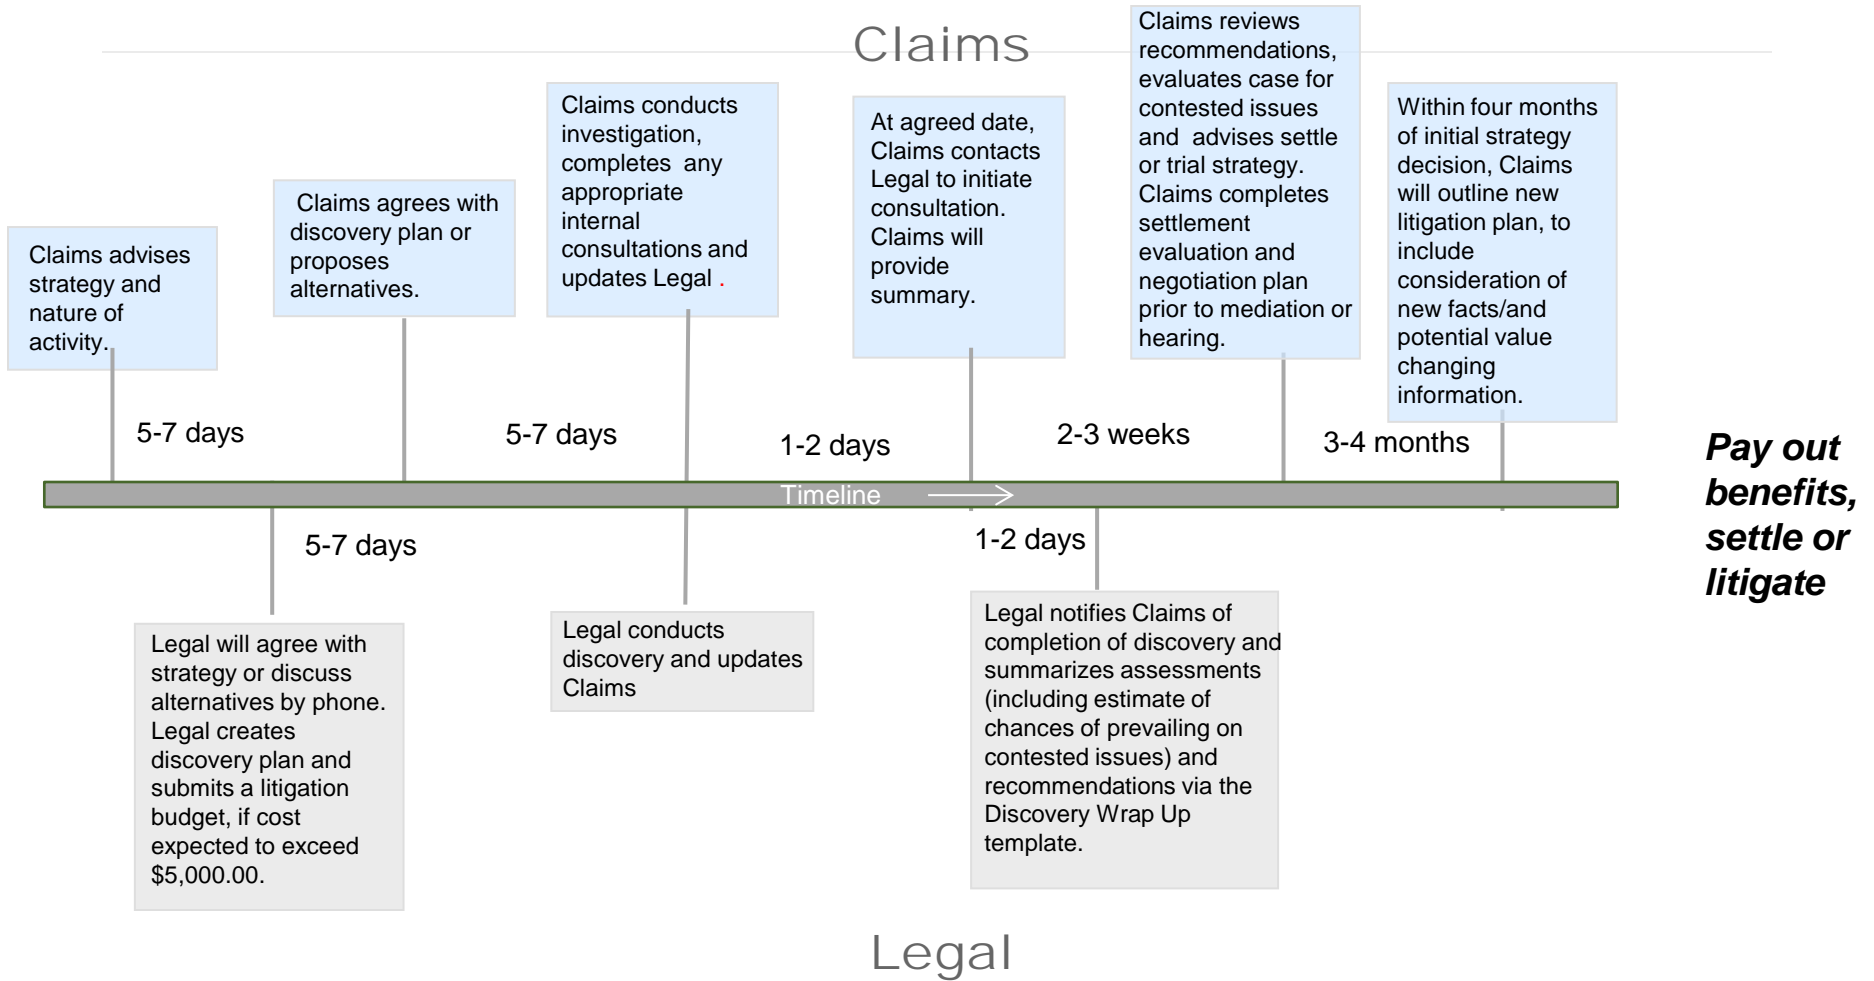 Claims
Claims advises
strategy and
nature of
activity.
Claims agrees with
discovery plan or
proposes
alternatives.
Claims conducts
investigation,
completes any
appropriate
internal
consultations and
updates Legal .
At agreed date,
Claims contacts
Legal to initiate
consultation.
Claims will
provide
summary.
Claims reviews
recommendations,
evaluates case for
contested issues
and advises settle
or trial strategy.
Claims completes
settlement
evaluation and
negotiation plan
prior to mediation or
hearing.
Within four months
of initial strategy
decision, Claims
will outline new
litigation plan, to
include
consideration of
new facts/and
potential value
changing
information.
5-7 days
5-7 days
1-2 days
2-3 weeks
3-4 months
Timeline
Pay out
benefits,
settle or
litigate
5-7 days
1-2 days
Legal will agree with
strategy or discuss
alternatives by phone.
Legal creates
discovery plan and
submits a litigation
budget, if cost
expected to exceed
$5,000.00.
Legal conducts
discovery and updates
Claims
Legal notifies Claims of
completion of discovery and
summarizes assessments
(including estimate of
chances of prevailing on
contested issues) and
recommendations via the
Discovery Wrap Up
template.
Legal